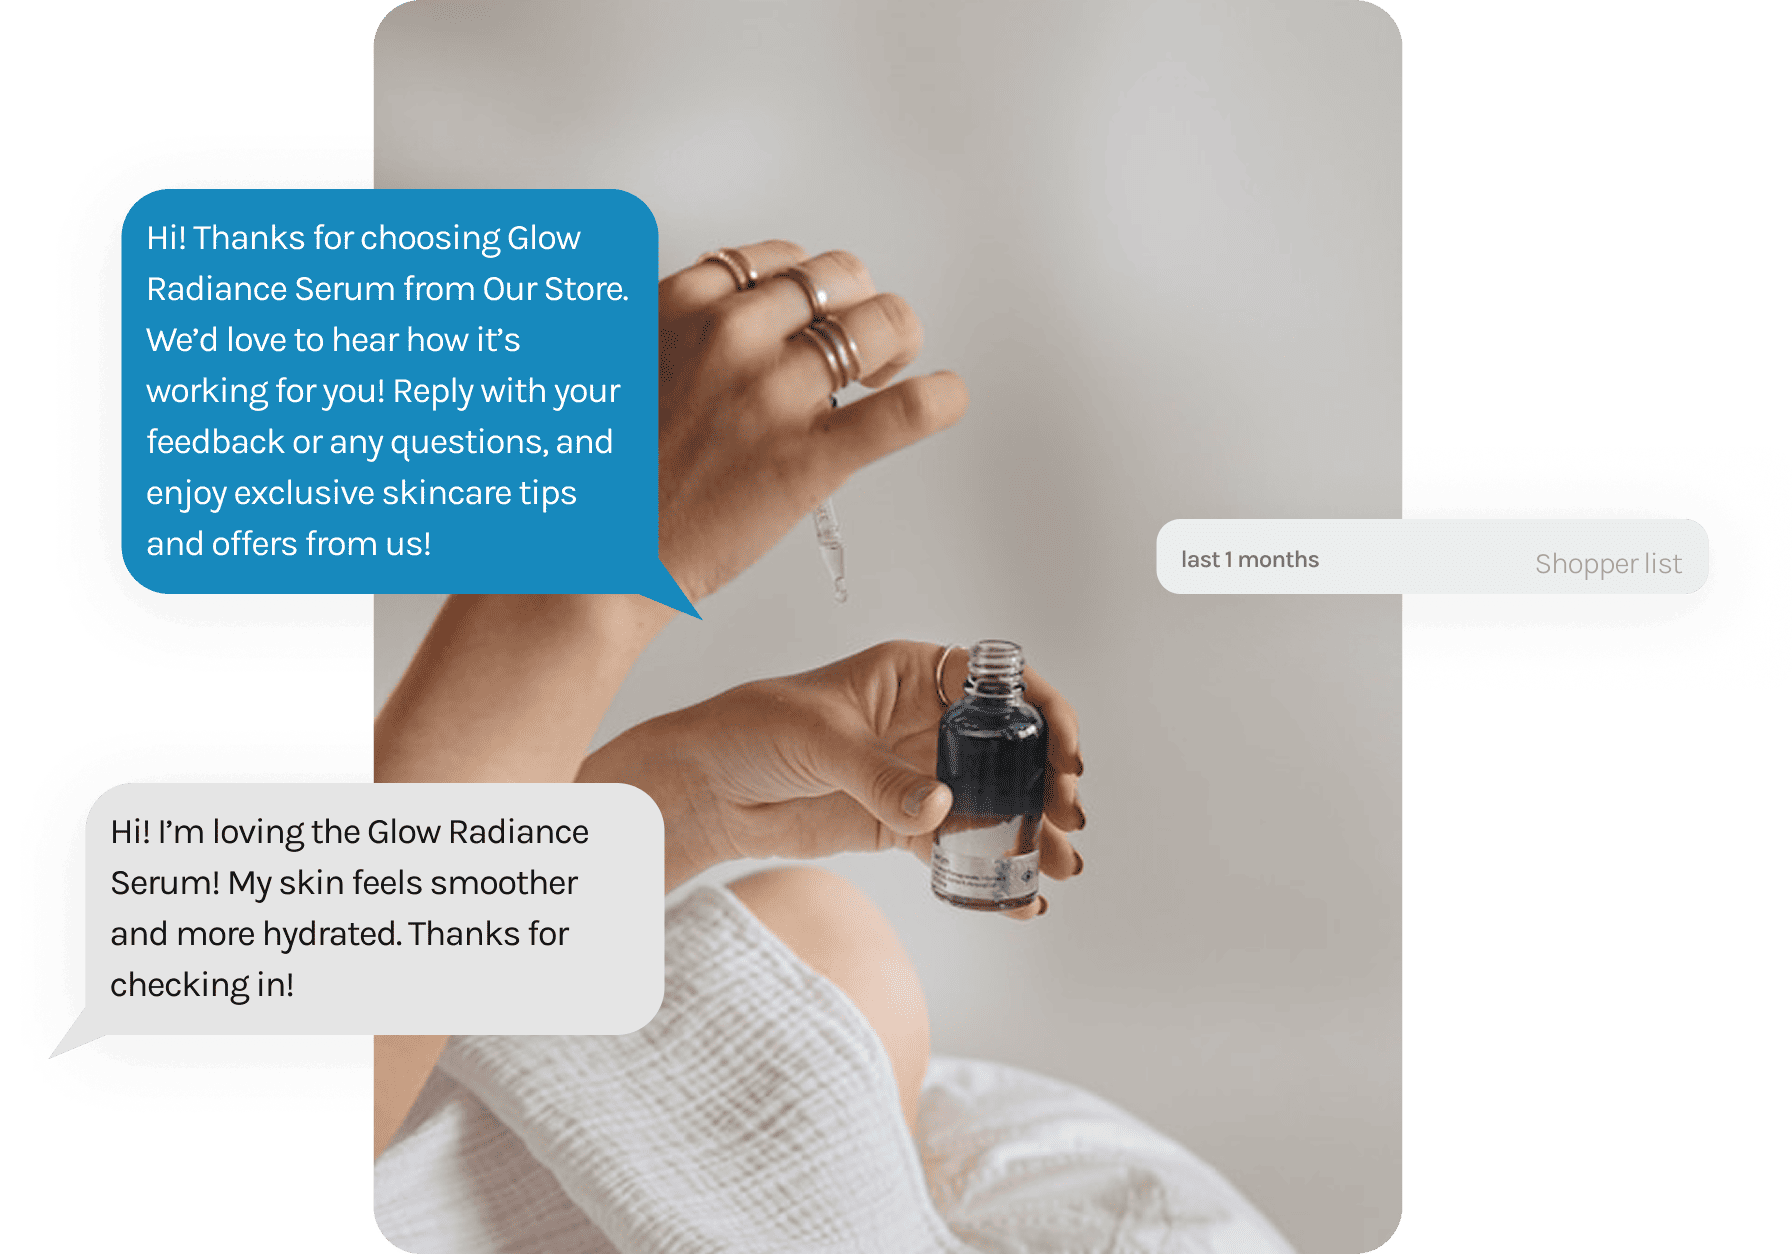 Hi! Thanks for choosing Glow
Radiance Serum from Our Store.
We’d love to hear how it’s
working for you! Reply with your
feedback or any questions, and
enjoy exclusive skincare tips
and offers from us!
last 1 months
Shopper list
Hi! I’m loving the Glow Radiance
Serum! My skin feels smoother
and more hydrated. Thanks for
checking in!